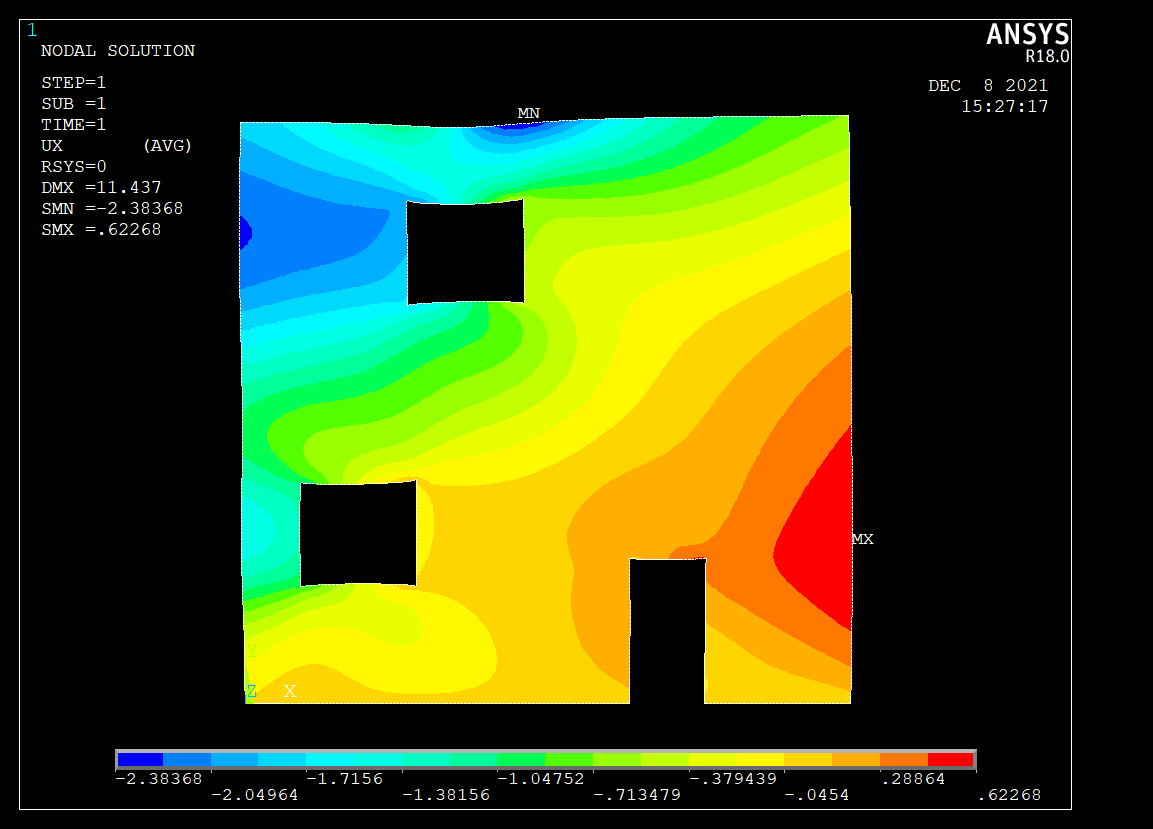 1
NODAL SOLUTION
STEP=1
SUB =1
TIME=1
UX (AVG)
RSYS=0
DMX =11.437
SMN =-2.38368
SMX =.62268
ANSYS
R18.0
DEC 8 2021
15:27:17
MN
MX
Y
Z X
-2.38368 -1.7156 -1.04752 -.379439 .28864
-2.04964 -1.38156 -.713479 -.0454 .62268